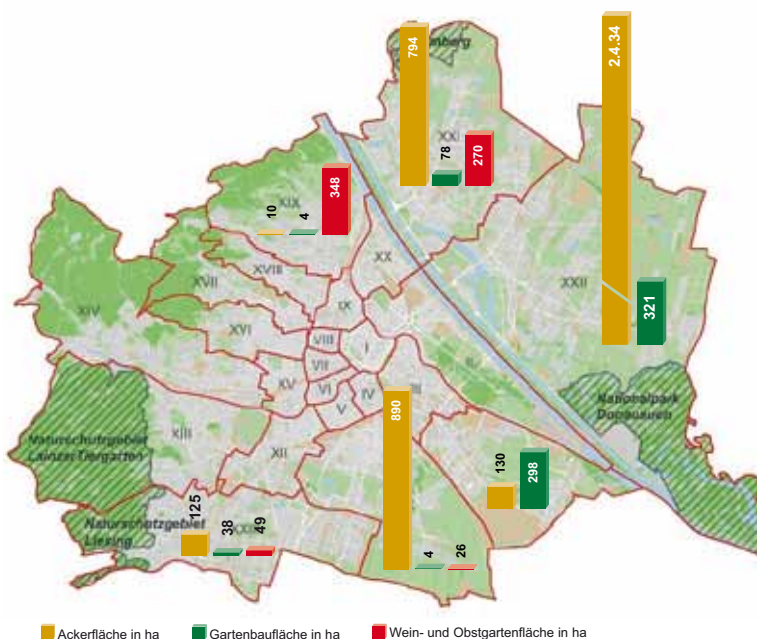 794
2.4.34
XXI
78
270
348
XIX
10
4
XX
XVIII
XXII
XVII
IX
321
XIV
XVI
VIII
I
VII
II
XV
VI
IV
V
890
Nationalpark
Donauauen
XIII
XII
Naturschutzgebiet
Lainzer Tiergarten
130
298
125
Naturschutzgebiet
Liesing
38
49
4
26
Ackerfläche in ha
Gartenbaufläche in ha
Wein- und Obstgartenfläche in ha